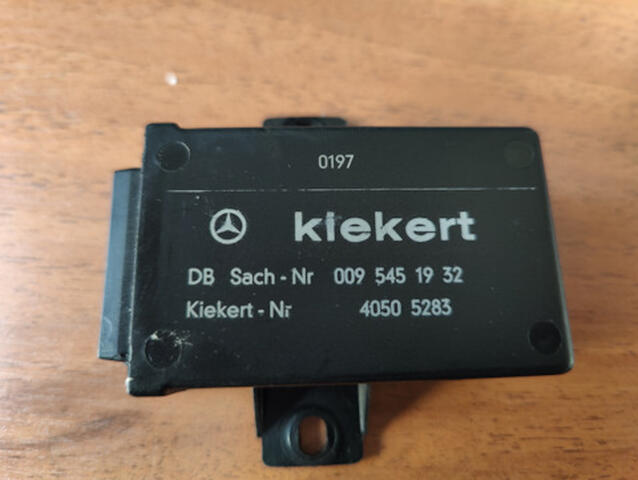 0197
kiekert
DB Sach-Nr 009 545 19 32
Kiekert-Nr 4050 5283